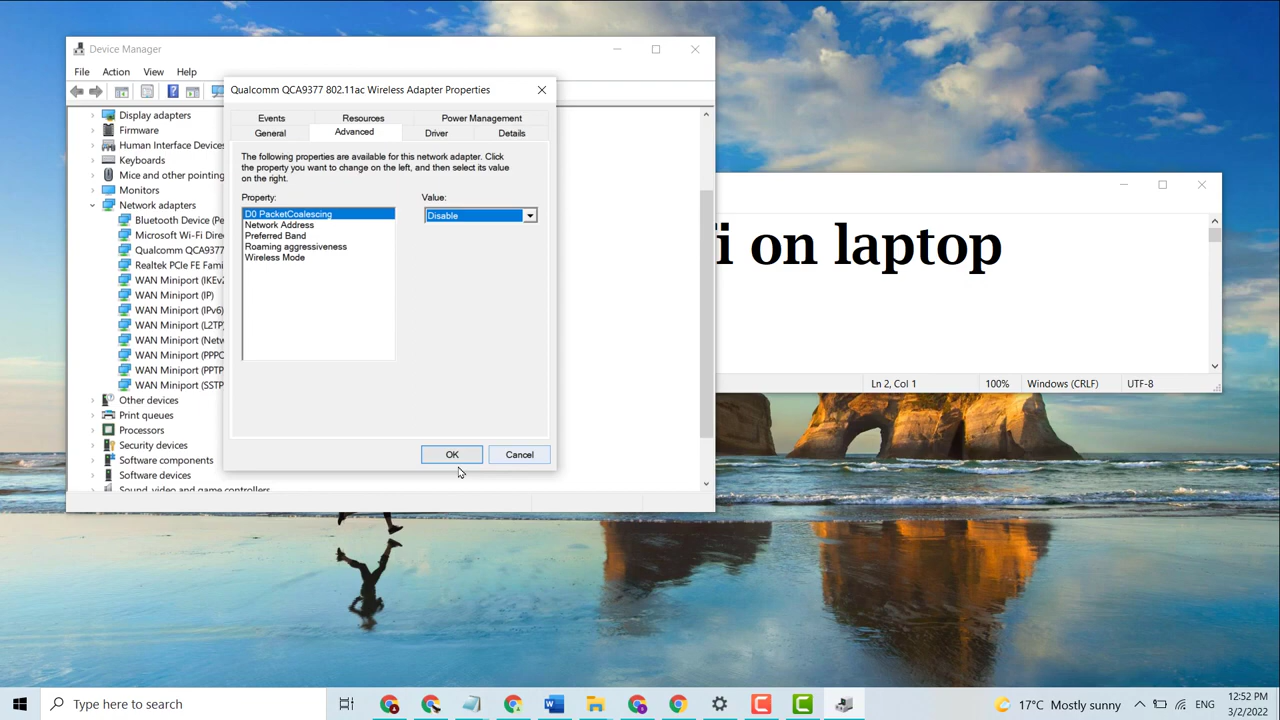 Device Manager
File Action View Help
Display adapters
Firmware
Human Interface Devices
Keyboards
Mice and other pointing
Monitors
Network adapters
Bluetooth Device (Pe
Microsoft Wi-Fi Dire
Qualcomm QCA9377
Realtek PCIe FE Fami
WAN Miniport (IKEv2
WAN Miniport (IP)
WAN Miniport (IPv6)
WAN Miniport (L2TP)
WAN Miniport (Netw
WAN Miniport (PPPO
WAN Miniport (PPTP
WAN Miniport (SSTP
Other devices
Print queues
Processors
Security devices
Software components
Software devices
Sound, video and game controllers
Qualcomm QCA9377 802.11ac Wireless Adapter Properties
Events Resources Power Management
General Advanced Driver Details
The following properties are available for this network adapter. Click
the property you want to change on the left, and then select its value
on the right.
Property: Value:
D0 PacketCoalescing
Network Address
Preferred Band
Roaming aggressiveness
Wireless Mode
Disable
OK Cancel
i on laptop
Ln 2, Col 1 100% Windows (CRLF) UTF-8
Type here to search
17°C Mostly sunny
ENG
12:52 PM
3/2/2022